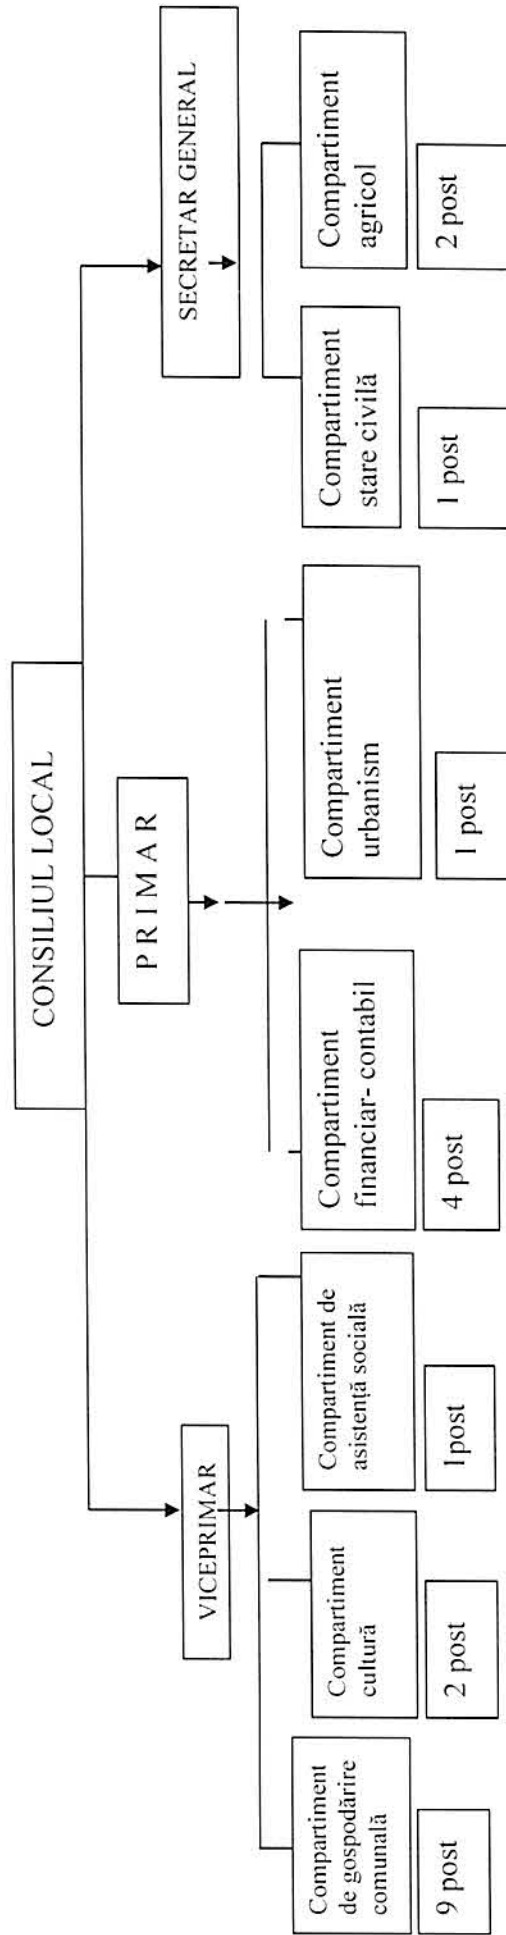 CONSILIUL LOCAL
P R I M A R
VICEPRIMAR
SECRETAR GENERAL
Compartiment
de gospodărire
comunală
9 post
Compartiment
cultură
2 post
Compartiment de
asistență socială
1post
Compartiment
financiar- contabil
4 post
Compartiment
urbanism
1 post
Compartiment
stare civilă
1 post
Compartiment
agricol
2 post